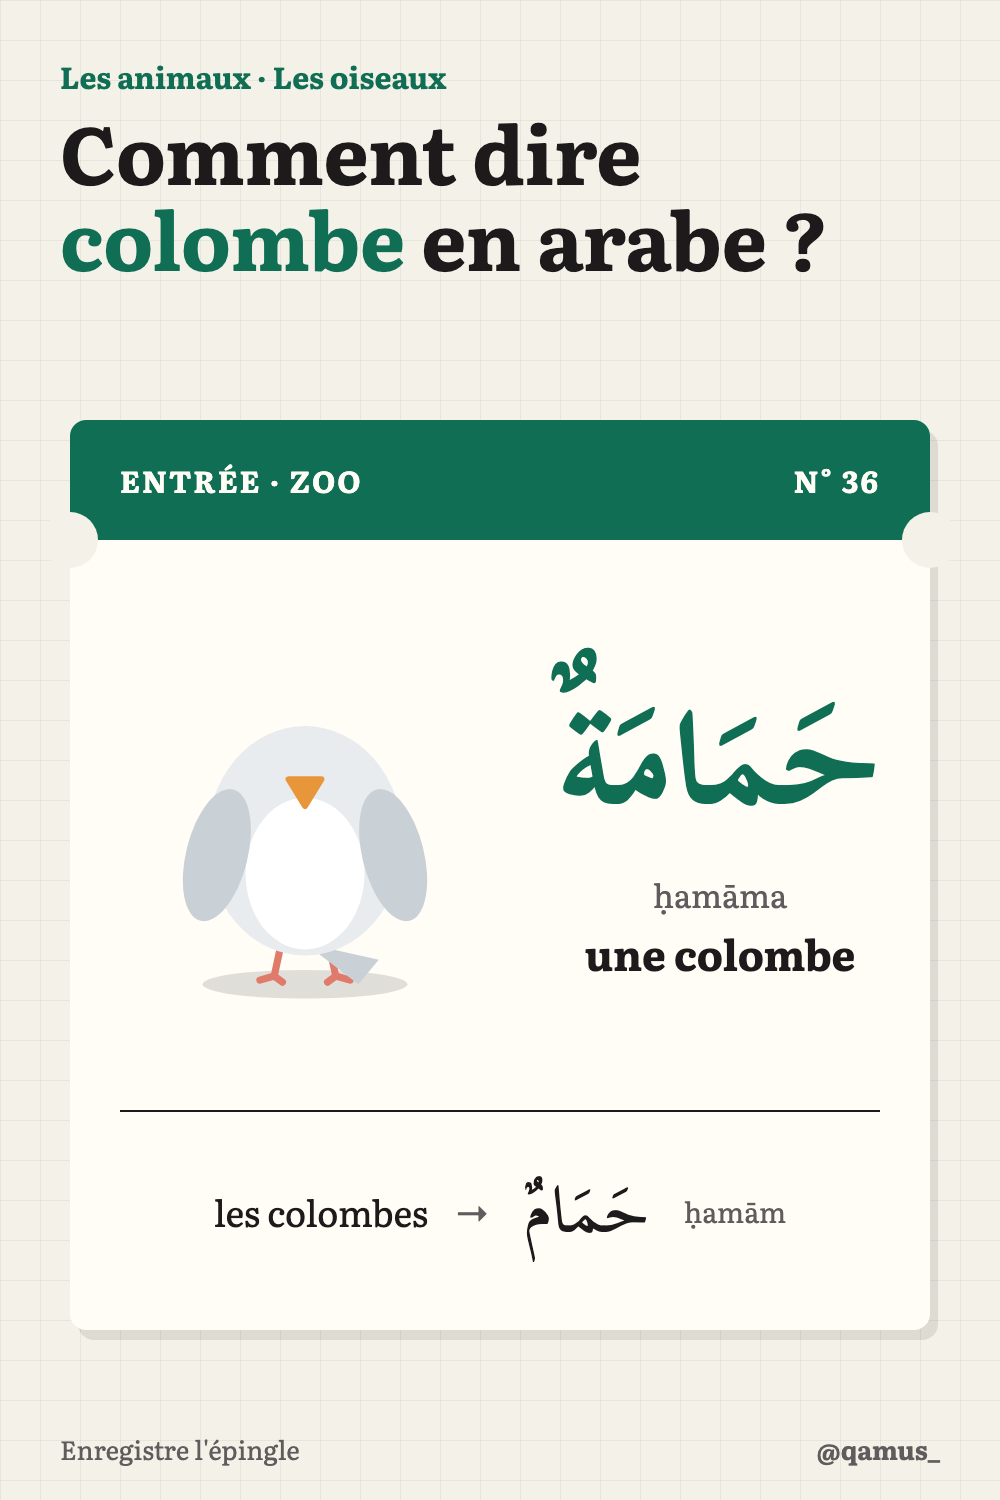 Les animaux · Les oiseaux
Comment dire
colombe en arabe ?
ENTRÉE · ZOO
N° 36
حَمَامَةٌ
ḥamāma
une colombe
les colombes → حَمَامٌ ḥamām
Enregistre l'épingle
@qamus_